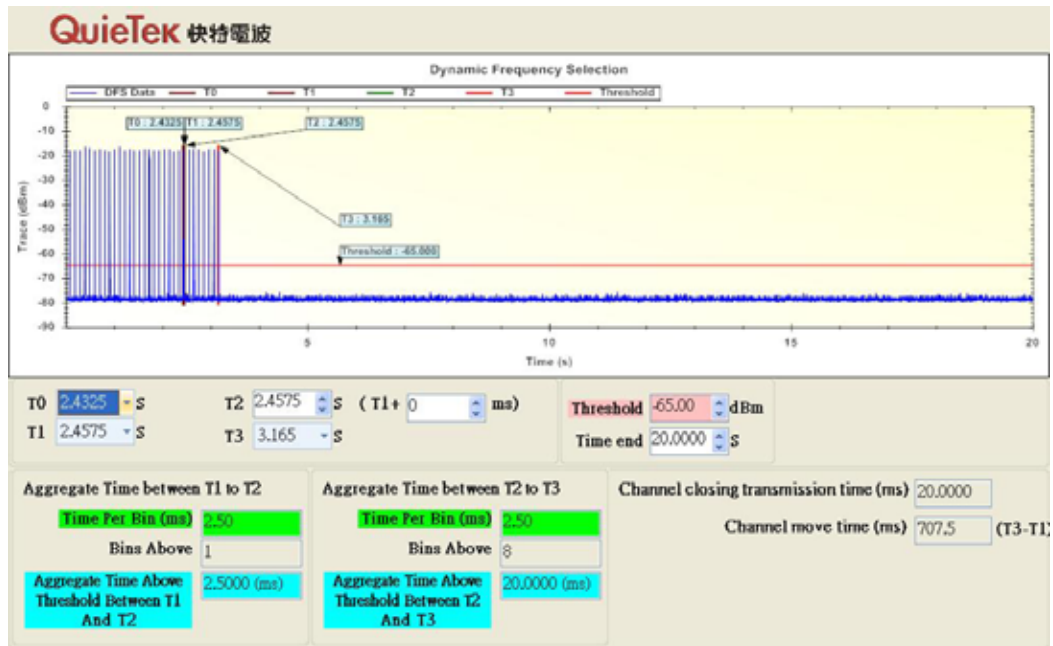 QuieTek 快特電波
Dynamic Frequency Selection
DFS Data T0 T1 T2 T3 Threshold
0
-10
-20
-30
-40
-50
-60
-70
-80
-90
Trace (dBm)
T0 : 2.4325 T1 : 2.4575 T2 : 2.4575
T3 : 3.165
Threshold : -65.000
5 10 15 20
Time (s)
T0 2.4325 S T2 2.4575 S ( T1+ 0 ms)
T1 2.4575 S T3 3.165 S
Threshold -65.00 dBm
Time end 20.0000 S
Aggregate Time between T1 to T2
Time Per Bin (ms) 2.50
Bins Above 1
Aggregate Time Above 2.5000 (ms)
Threshold Between T1
And T2
Aggregate Time between T2 to T3
Time Per Bin (ms) 2.50
Bins Above 8
Aggregate Time Above 20.0000 (ms)
Threshold Between T2
And T3
Channel closing transmission time (ms) 20.0000
Channel move time (ms) 707.5 (T3-T1)